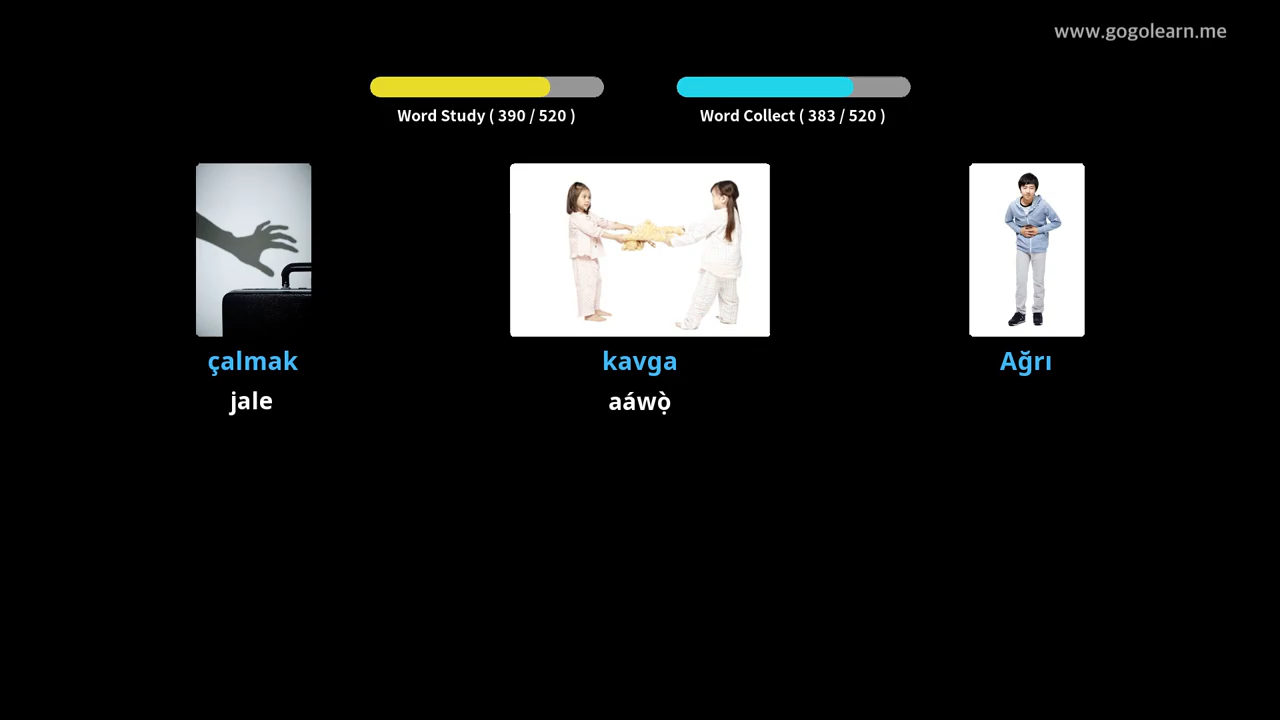 www.gogolearn.me
Word Study ( 390 / 520 )
Word Collect ( 383 / 520 )
çalmak
kavga
Ağrı
jale
aáwọ̀